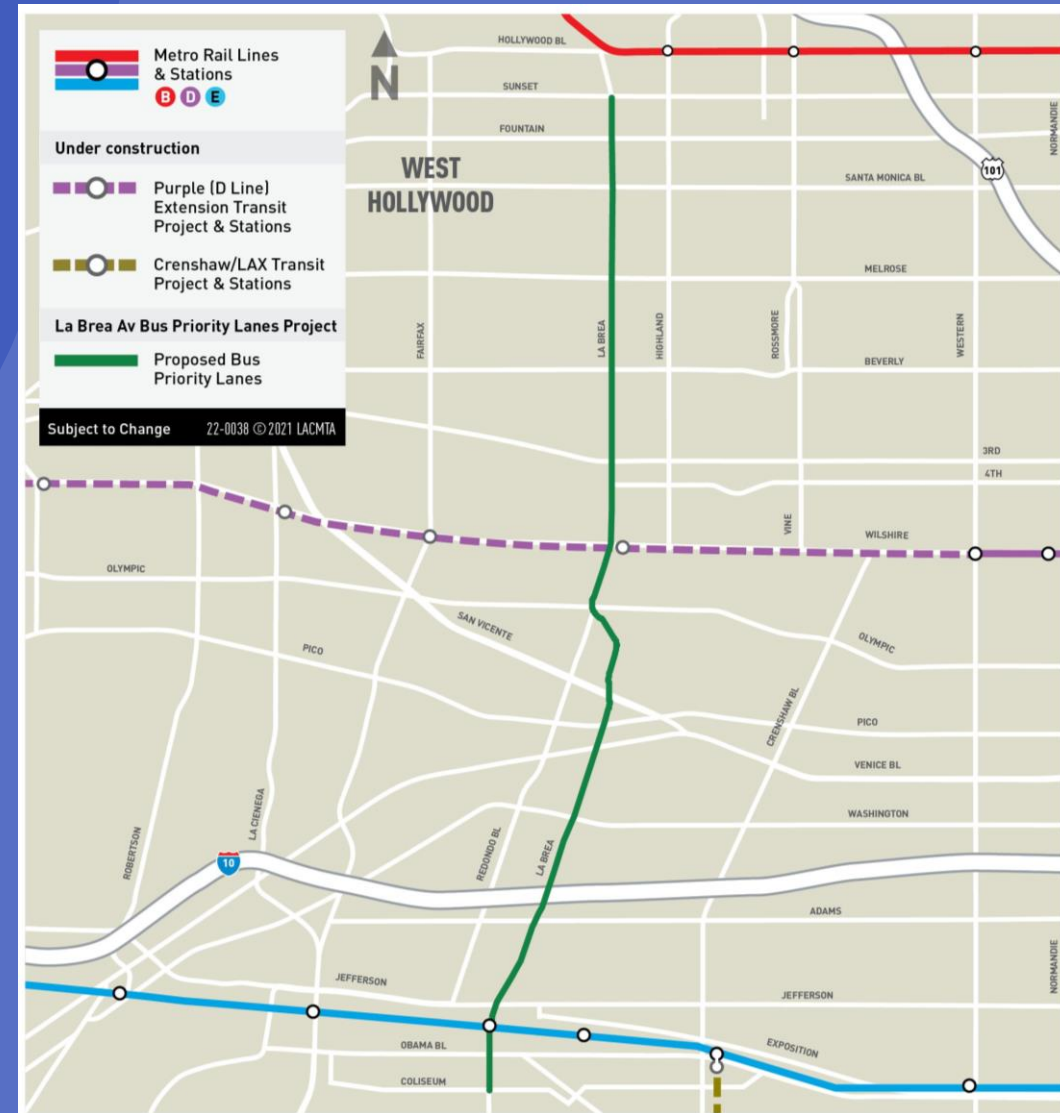 Metro Rail Lines
& Stations
B D E
Under construction
Purple (D Line)
Extension Transit
Project & Stations
Crenshaw/LAX Transit
Project & Stations
La Brea Av Bus Priority Lanes Project
Proposed Bus
Priority Lanes
Subject to Change 22-0038 © 2021 LACMTA
N
HOLLYWOOD BL
SUNSET
FOUNTAIN
NORMANDIE
WEST
HOLLYWOOD
101
SANTA MONICA BL
MELROSE
FAIRFAX
LA BREA
HIGHLAND
ROSSMORE
WESTERN
BEVERLY
3RD
4TH
VINE
WILSHIRE
OLYMPIC
SAN VICENTE
PICO
OLYMPIC
CRENSHAW BL
PICO
VENICE BL
WASHINGTON
LA CIENEGA
ROBERTSON
REDONDO BL
LA BREA
10
ADAMS
NORMANDIE
JEFFERSON
JEFFERSON
OBAMA BL
EXPOSITION
COLISEUM